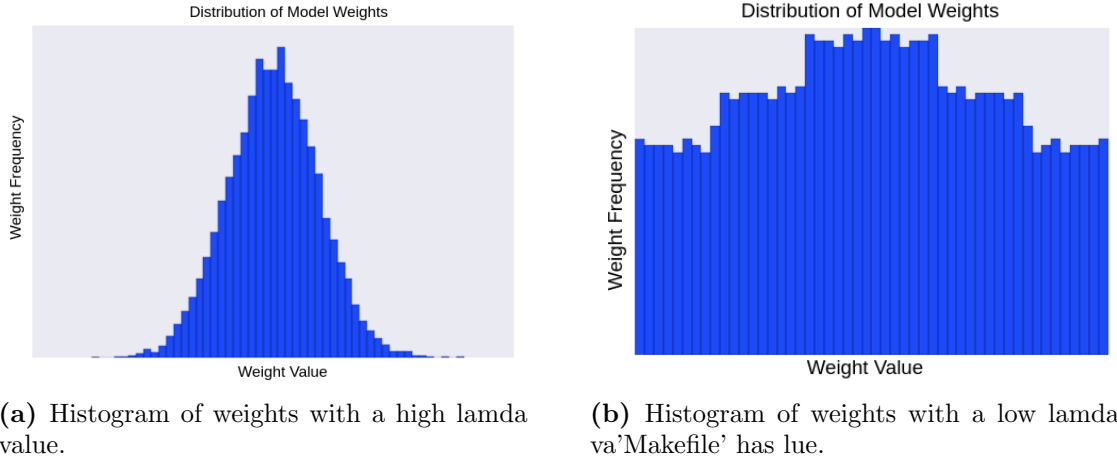 Distribution of Model Weights
Weight Frequency
Weight Value
(a) Histogram of weights with a high lamda
value.
Distribution of Model Weights
Weight Frequency
Weight Value
(b) Histogram of weights with a low lamda
va'Makefile' has lue.